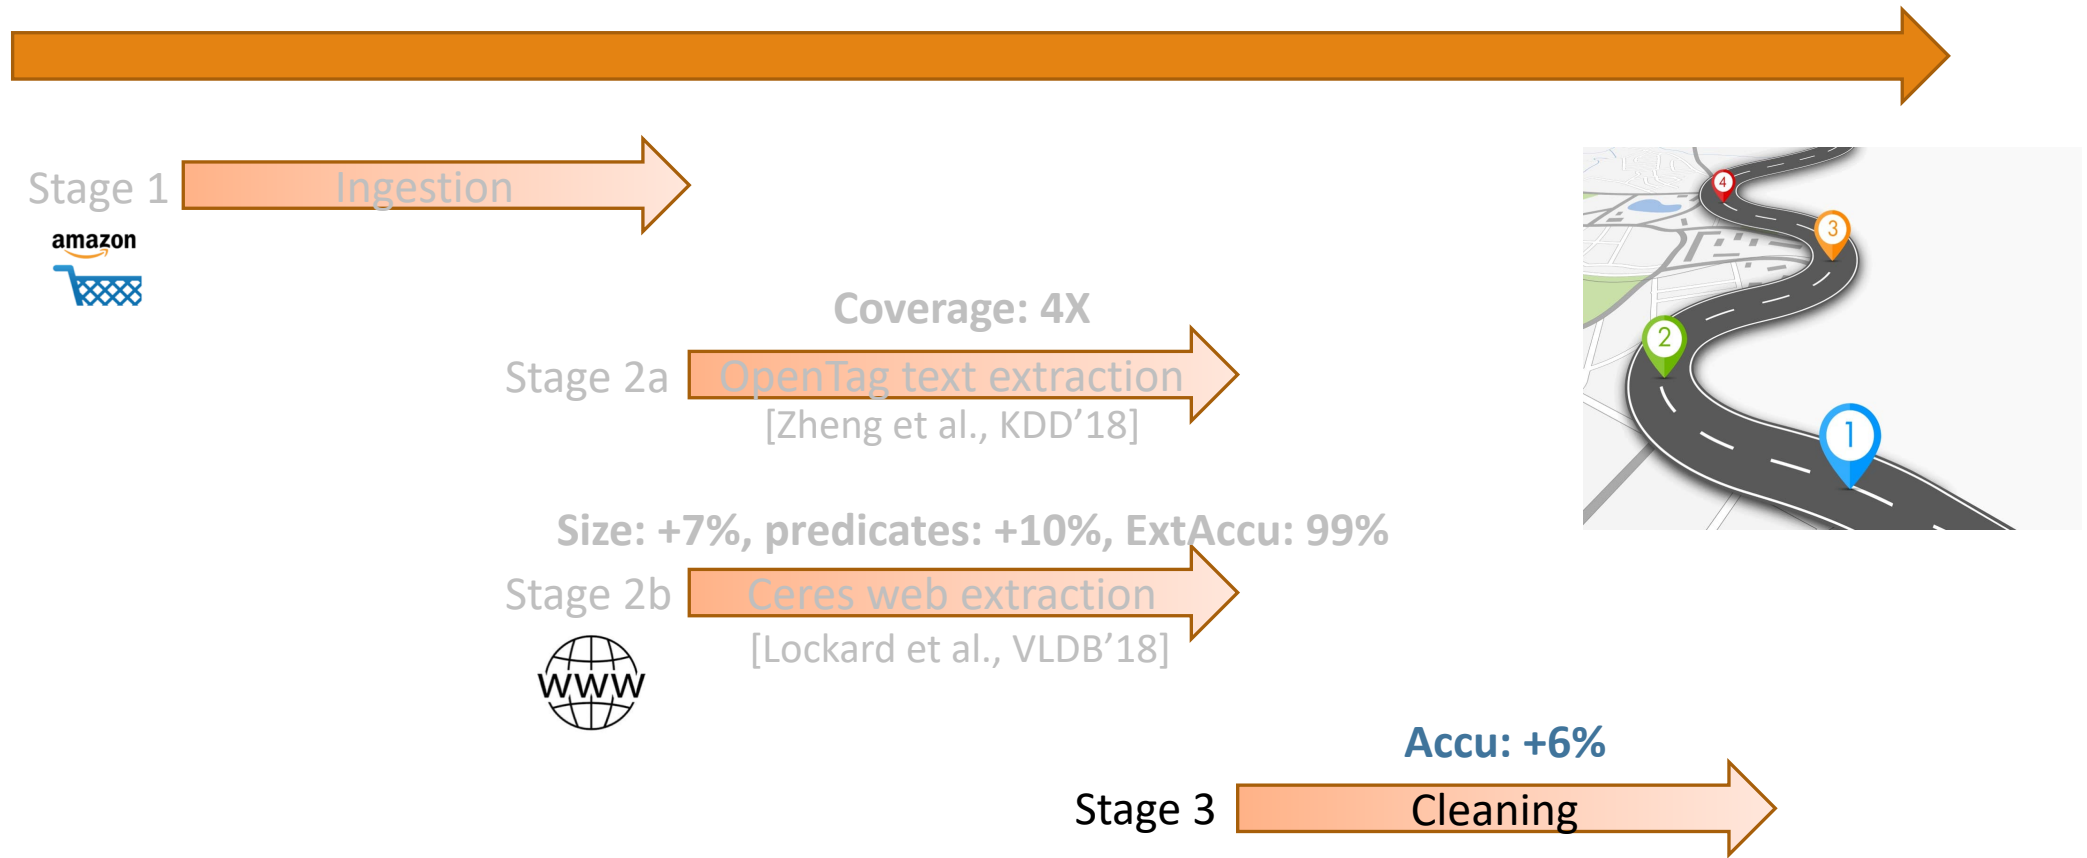 Stage 1
Ingestion
amazon
Coverage: 4X
Stage 2a
OpenTag text extraction
[Zheng et al., KDD’18]
Size: +7%, predicates: +10%, ExtAccu: 99%
Stage 2b
Ceres web extraction
[Lockard et al., VLDB’18]
WWW
Accu: +6%
Stage 3
Cleaning
4
3
2
1